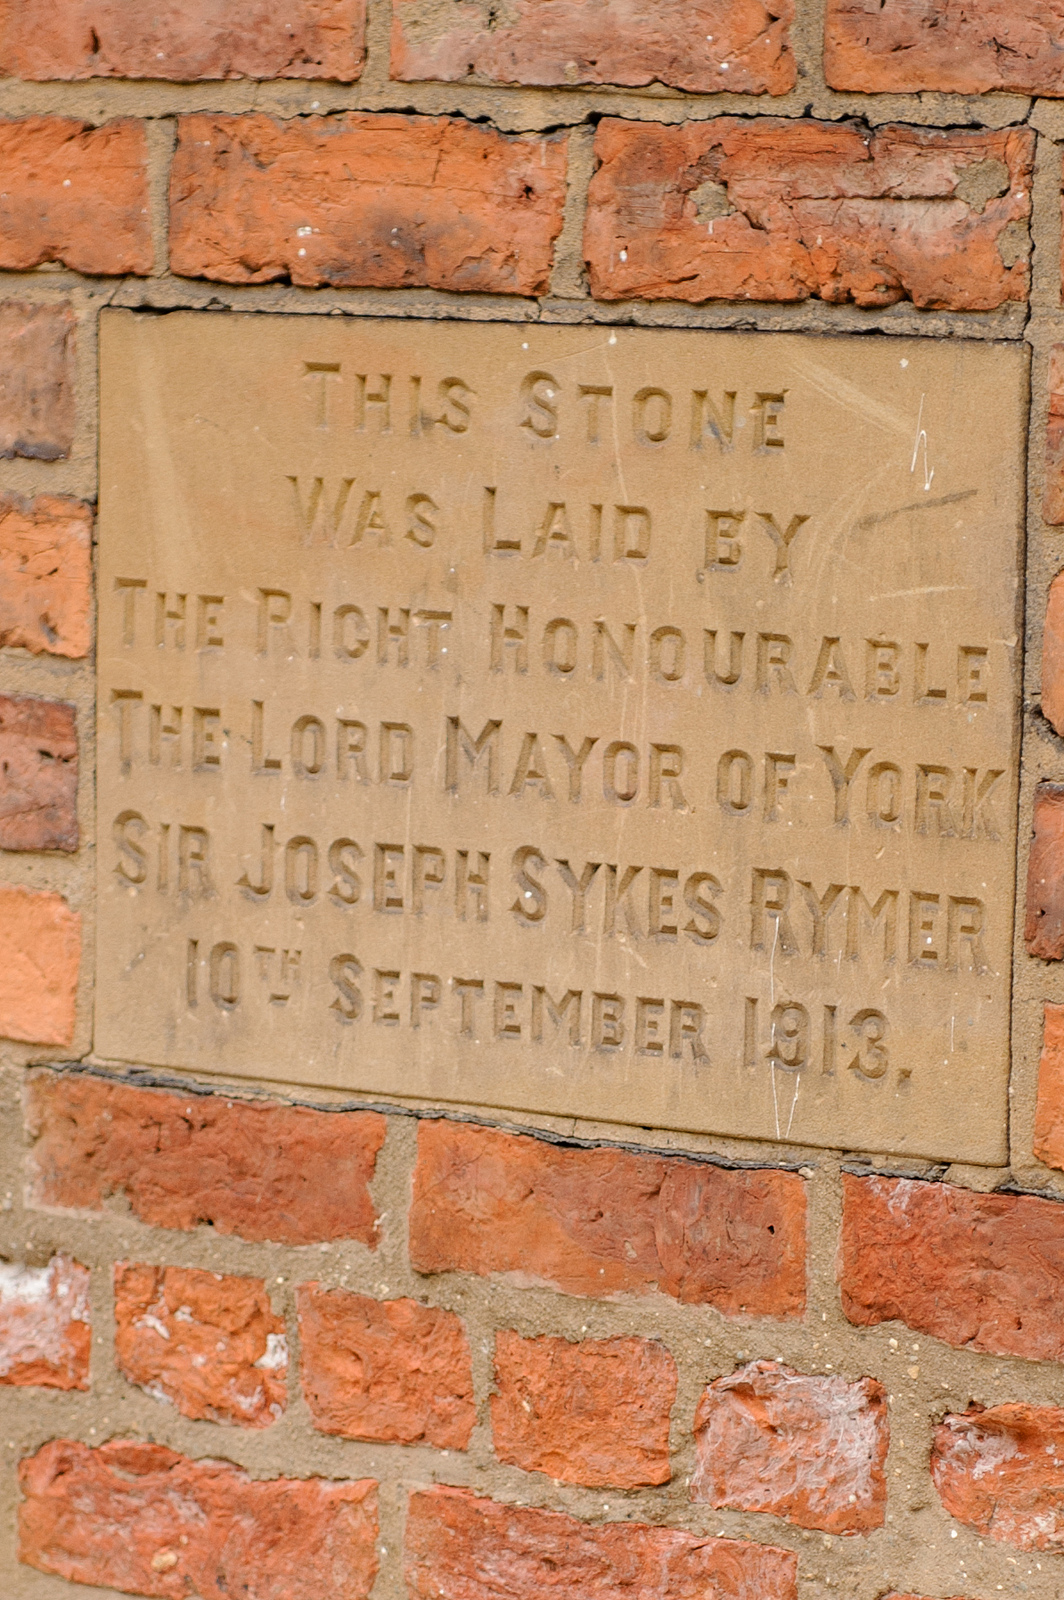 THIS STONE
WAS LAID BY
THE RIGHT HONOURABLE
THE LORD MAYOR OF YORK
SIR JOSEPH SYKES RYMER
10TH SEPTEMBER 1913.